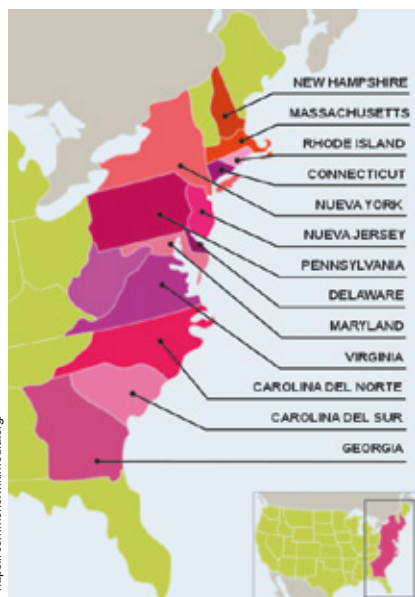 NEW HAMPSHIRE
MASSACHUSETTS
RHODE ISLAND
CONNECTICUT
NUEVA YORK
NUEVA JERSEY
PENNSYLVANIA
DELAWARE
MARYLAND
VIRGINIA
CAROLINA DEL NORTE
CAROLINA DEL SUR
GEORGIA